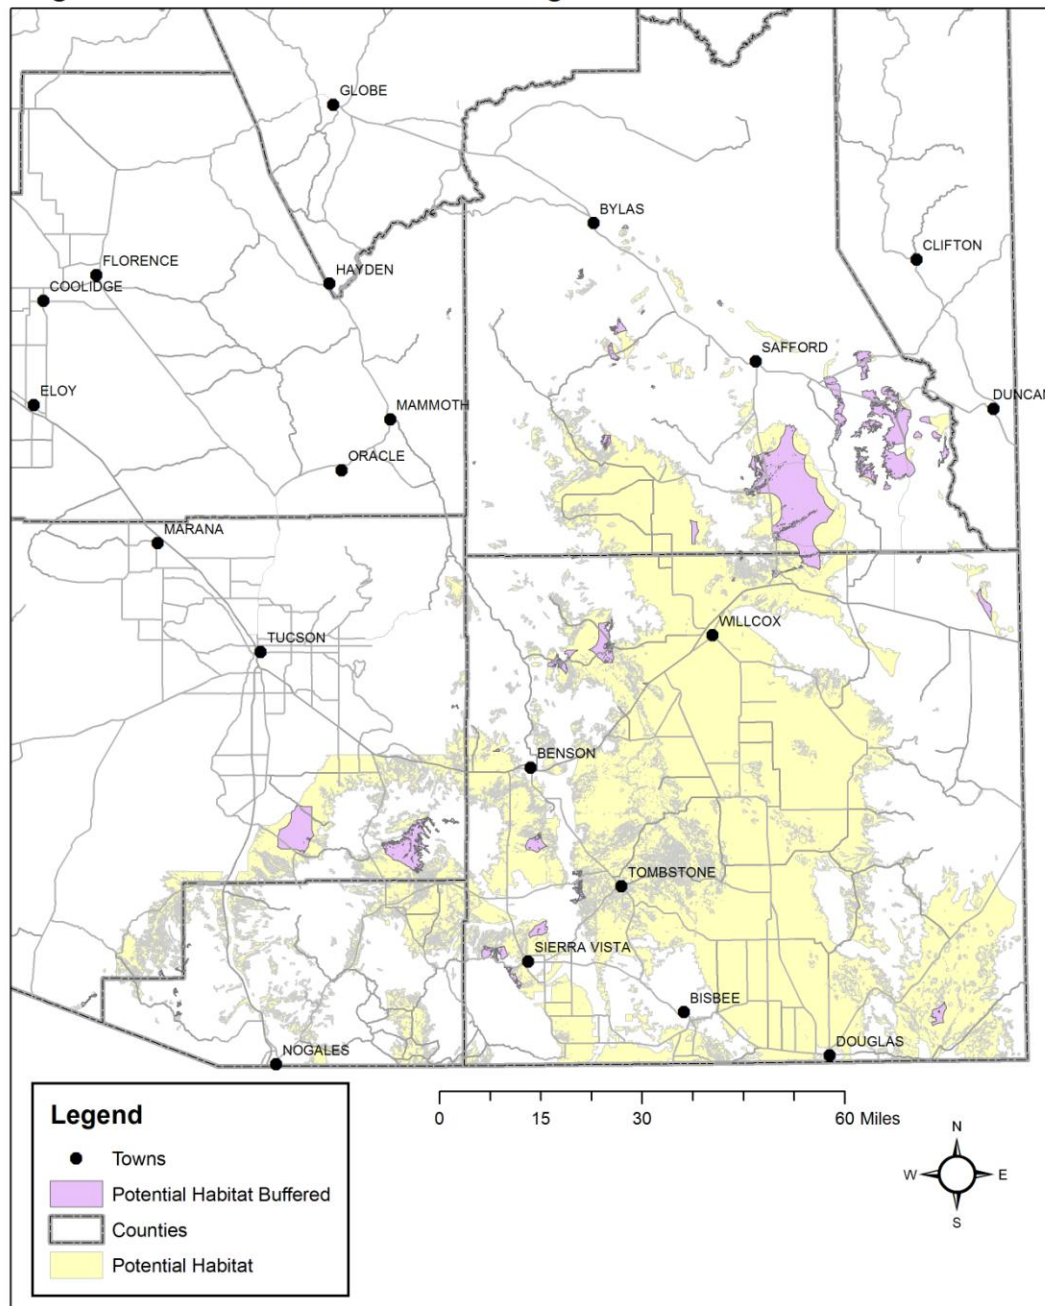 GLOBE
BYLAS
CLIFTON
FLORENCE
HAYDEN
COOLIDGE
SAFFORD
ELOY
DUNCAN
MAMMOTH
ORACLE
MARANA
WILLCOX
TUCSON
BENSON
TOMBSTONE
SIERRA VISTA
BISBEE
DOUGLAS
NOGALES
Legend
Towns
Potential Habitat Buffered
Counties
Potential Habitat
0 15 30 60 Miles
N
W E
S